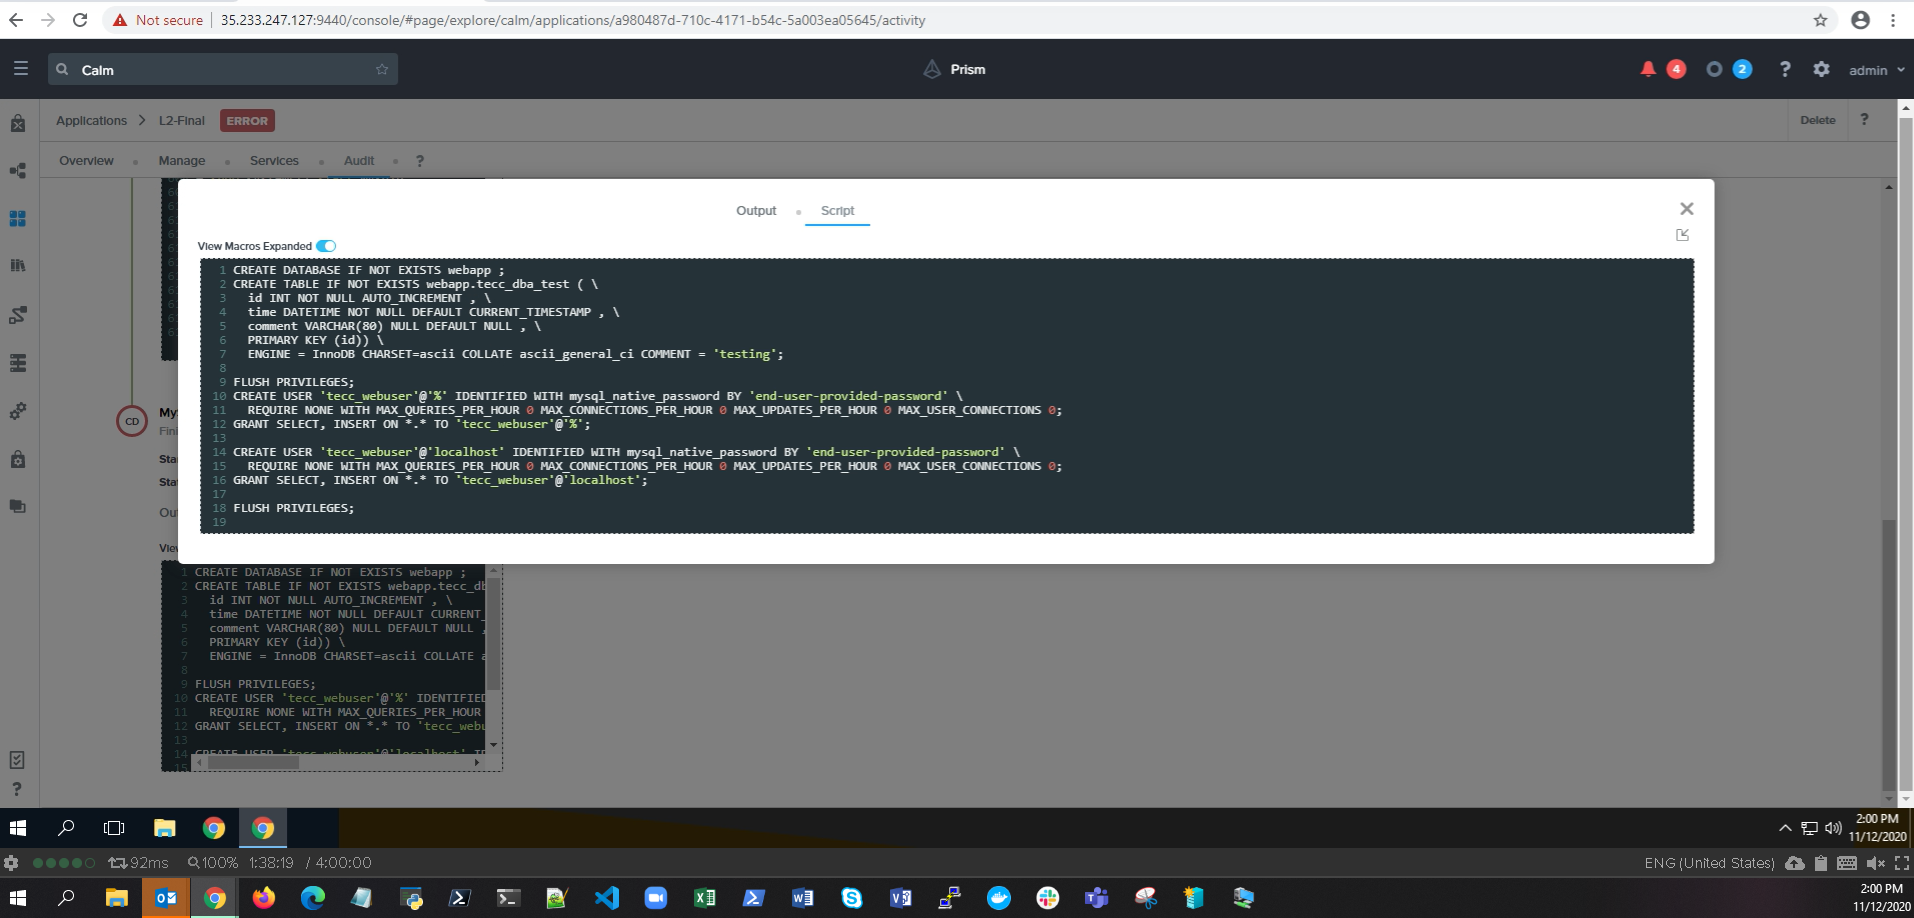 Not secure | 35.233.247.127:9440/console/#page/explore/calm/applications/a980487d-710c-4171-b54c-5a003ea05645/activity
Calm
Prism
4
2
?
admin
Applications > L2-Final ERROR
Delete
?
Overview
Manage
Services
Audit
?
Output
Script
View Macros Expanded
1 CREATE DATABASE IF NOT EXISTS webapp ;
2 CREATE TABLE IF NOT EXISTS webapp.tecc_dba_test ( \
3 id INT NOT NULL AUTO_INCREMENT , \
4 time DATETIME NOT NULL DEFAULT CURRENT_TIMESTAMP , \
5 comment VARCHAR(80) NULL DEFAULT NULL , \
6 PRIMARY KEY (id)) \
7 ENGINE = InnoDB CHARSET=ascii COLLATE ascii_general_ci COMMENT = 'testing';
8
9 FLUSH PRIVILEGES;
10 CREATE USER 'tecc_webuser'@'%' IDENTIFIED WITH mysql_native_password BY 'end-user-provided-password' \
11 REQUIRE NONE WITH MAX_QUERIES_PER_HOUR 0 MAX_CONNECTIONS_PER_HOUR 0 MAX_UPDATES_PER_HOUR 0 MAX_USER_CONNECTIONS 0;
12 GRANT SELECT, INSERT ON *.* TO 'tecc_webuser'@'%';
13
14 CREATE USER 'tecc_webuser'@'localhost' IDENTIFIED WITH mysql_native_password BY 'end-user-provided-password' \
15 REQUIRE NONE WITH MAX_QUERIES_PER_HOUR 0 MAX_CONNECTIONS_PER_HOUR 0 MAX_UPDATES_PER_HOUR 0 MAX_USER_CONNECTIONS 0;
16 GRANT SELECT, INSERT ON *.* TO 'tecc_webuser'@'localhost';
17
18 FLUSH PRIVILEGES;
19
CD
My
Fini
Sta
Sta
Ou
Vie
1 CREATE DATABASE IF NOT EXISTS webapp ;
2 CREATE TABLE IF NOT EXISTS webapp.tecc_db
3 id INT NOT NULL AUTO_INCREMENT , \
4 time DATETIME NOT NULL DEFAULT CURRENT_
5 comment VARCHAR(80) NULL DEFAULT NULL ,
6 PRIMARY KEY (id)) \
7 ENGINE = InnoDB CHARSET=ascii COLLATE a
8
9 FLUSH PRIVILEGES;
10 CREATE USER 'tecc_webuser'@'%' IDENTIFIED
11 REQUIRE NONE WITH MAX_QUERIES_PER_HOUR
12 GRANT SELECT, INSERT ON *.* TO 'tecc_webu
13
14 CREATE USER 'tecc_webuser'@'localhost' ID
15
?
2:00 PM
11/12/2020
92ms
100%
1:38:19 / 4:00:00
ENG (United States)
2:00 PM
11/12/2020